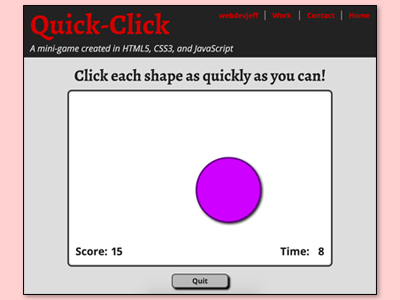 Quick-Click
webdevjeff | Work | Contact | Home
A mini-game created in HTML5, CSS3, and JavaScript
Click each shape as quickly as you can!
Score: 15
Time: 8
Quit